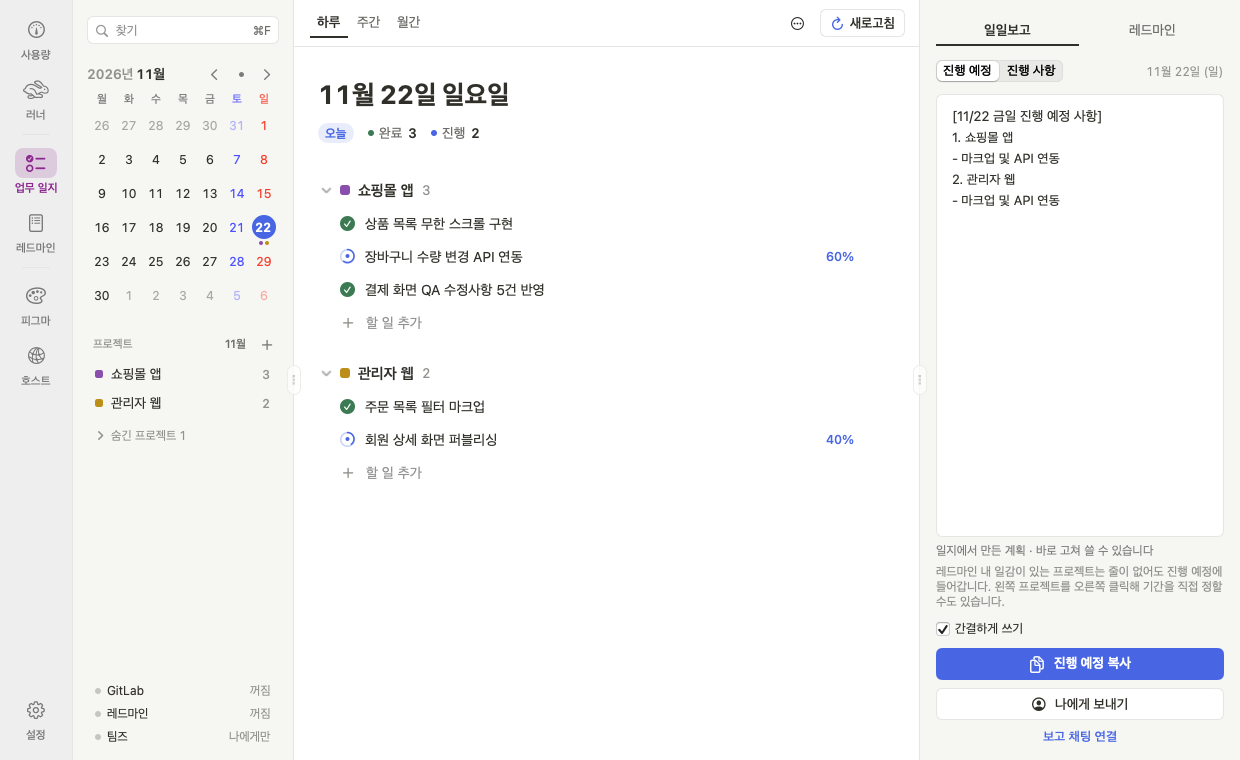 사용량
러너
업무 일지
레드마인
피그마
호스트
설정
찾기 ⌘F
2026년 11월
월 화 수 목 금 토 일
26 27 28 29 30 31 1
2 3 4 5 6 7 8
9 10 11 12 13 14 15
16 17 18 19 20 21 22
23 24 25 26 27 28 29
30 1 2 3 4 5 6
프로젝트 11월
쇼핑몰 앱 3
관리자 웹 2
숨긴 프로젝트 1
GitLab 꺼짐
레드마인 꺼짐
팀즈 나에게만
하루 주간 월간
새로고침
11월 22일 일요일
오늘 완료 3 진행 2
쇼핑몰 앱 3
상품 목록 무한 스크롤 구현
장바구니 수량 변경 API 연동 60%
결제 화면 QA 수정사항 5건 반영
할 일 추가
관리자 웹 2
주문 목록 필터 마크업
회원 상세 화면 퍼블리싱 40%
할 일 추가
일일보고 레드마인
진행 예정 진행 사항 11월 22일 (일)
[11/22 금일 진행 예정 사항]
1. 쇼핑몰 앱
- 마크업 및 API 연동
2. 관리자 웹
- 마크업 및 API 연동
일지에서 만든 계획 · 바로 고쳐 쓸 수 있습니다
레드마인 내 일감이 있는 프로젝트는 줄이 없어도 진행 예정에
들어갑니다. 왼쪽 프로젝트를 오른쪽 클릭해 기간을 직접 정할
수도 있습니다.
간결하게 쓰기
진행 예정 복사
나에게 보내기
보고 채팅 연결